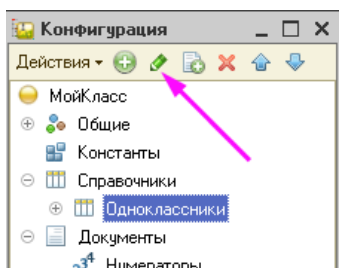 Конфигурация
Действия
МойКласс
Общие
Константы
Справочники
Одноклассники
Документы
Нумераторы